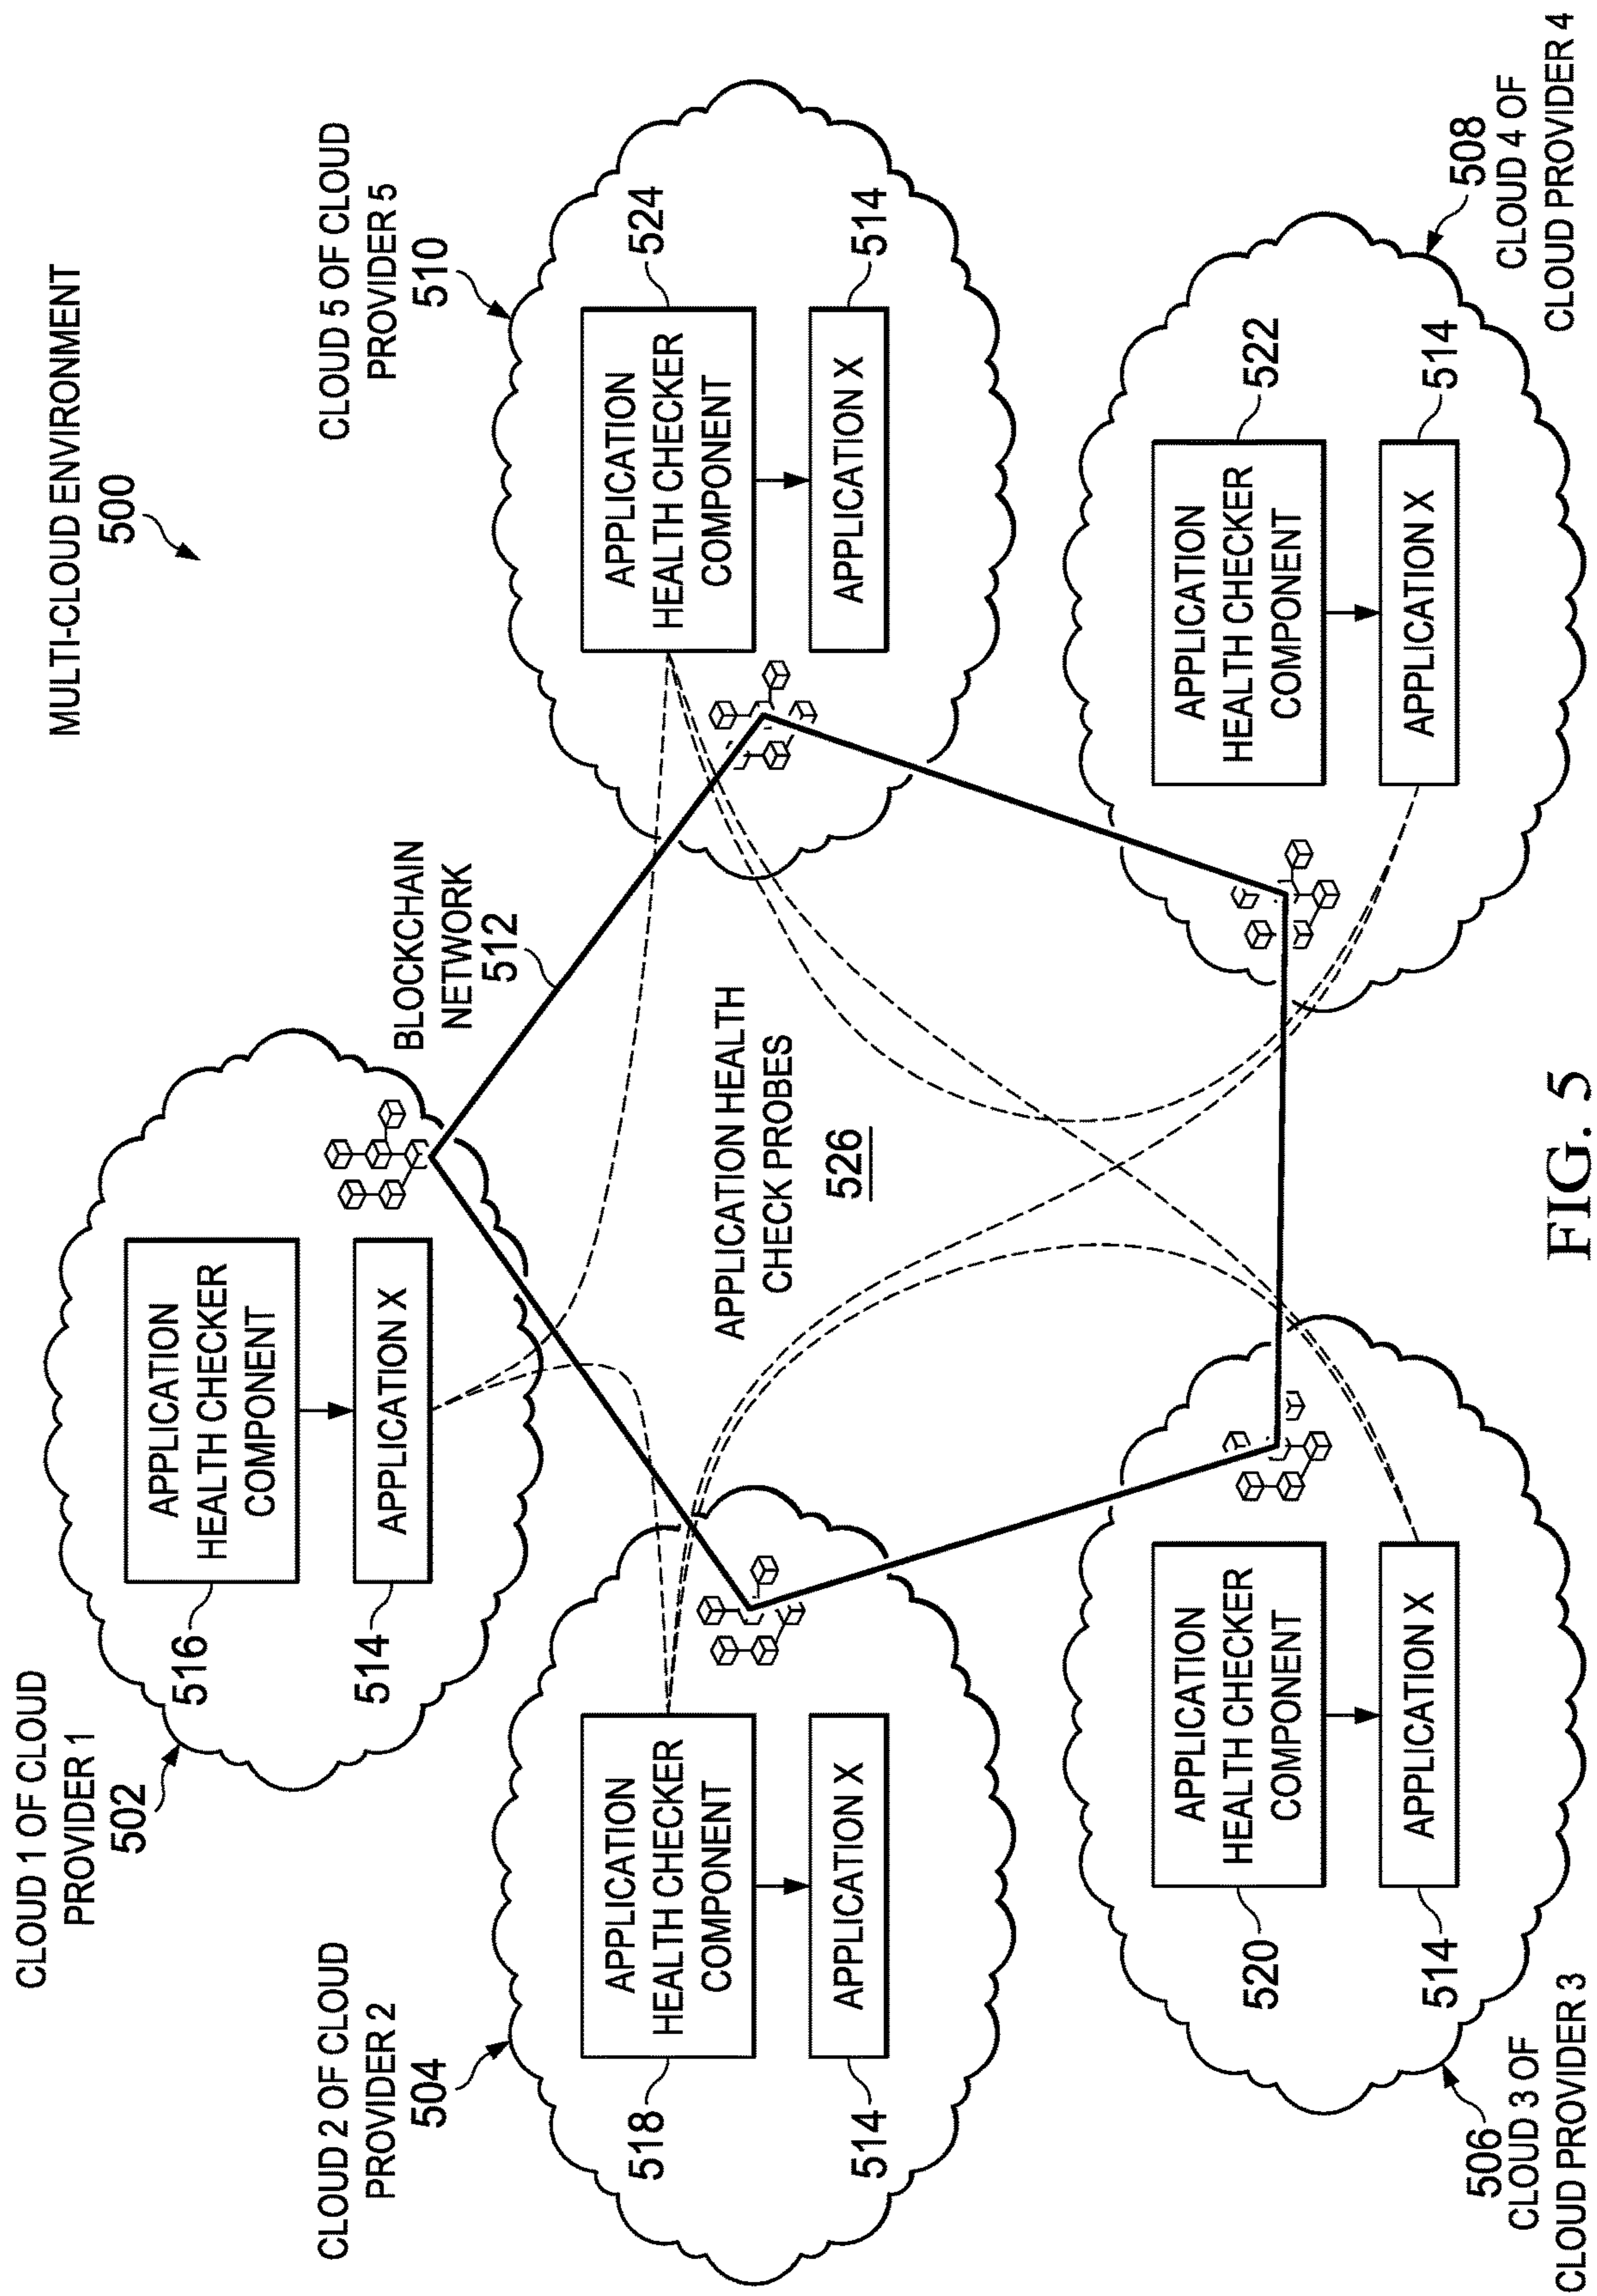 MULTI-CLOUD ENVIRONMENT
500
CLOUD 1 OF CLOUD
PROVIDER 1
502
516
APPLICATION
HEALTH CHECKER
COMPONENT
514
APPLICATION X
CLOUD 2 OF CLOUD
PROVIDER 2
504
518
APPLICATION
HEALTH CHECKER
COMPONENT
514
APPLICATION X
BLOCKCHAIN
NETWORK
512
CLOUD 5 OF CLOUD
PROVIDER 5
510
APPLICATION
HEALTH CHECKER
COMPONENT
524
APPLICATION X
514
APPLICATION HEALTH
CHECK PROBES
526
520
APPLICATION
HEALTH CHECKER
COMPONENT
514
APPLICATION X
506
CLOUD 3 OF
CLOUD PROVIDER 3
APPLICATION
HEALTH CHECKER
COMPONENT
522
APPLICATION X
514
508
CLOUD 4 OF
CLOUD PROVIDER 4
FIG. 5